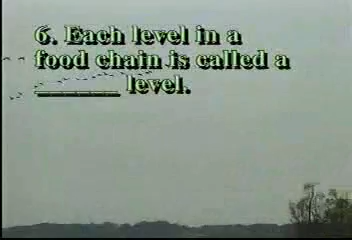 6. Each level in a
food chain is called a
_______ level.